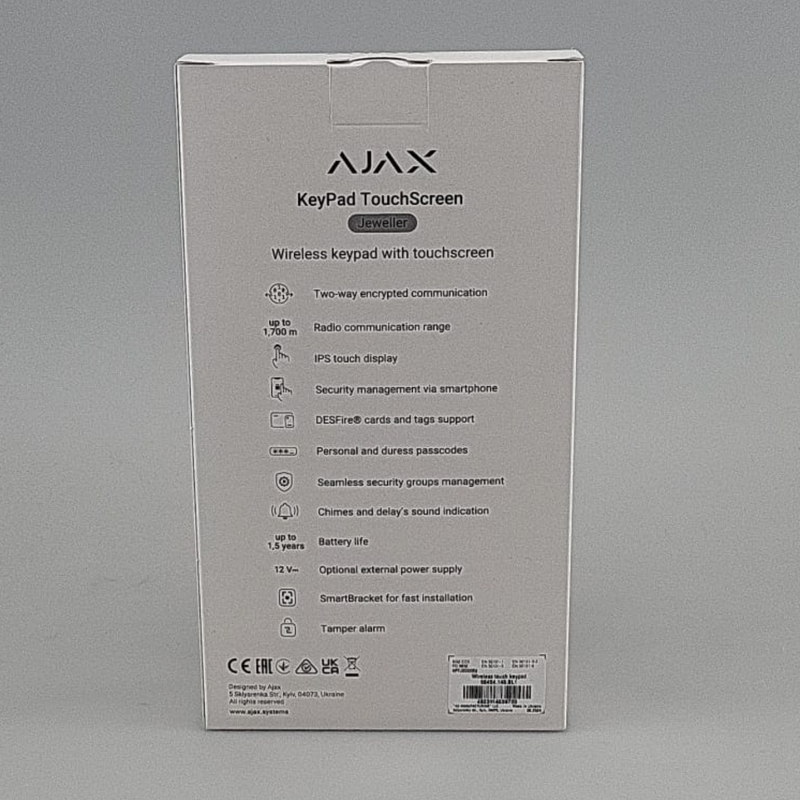 AJAX
KeyPad TouchScreen
Jeweller
Wireless keypad with touchscreen
Two-way encrypted communication
up to
1,700 m
Radio communication range
IPS touch display
Security management via smartphone
DESFire® cards and tags support
Personal and duress passcodes
Seamless security groups management
Chimes and delay's sound indication
up to
1,5 years
Battery life
12 V⎓
Optional external power supply
SmartBracket for fast installation
Tamper alarm
CE EAC UKCA
Designed by Ajax
5 Sklyarenka Str, Kyiv, 04073, Ukraine
All rights reserved
www.ajax.systems
Wireless touch keypad